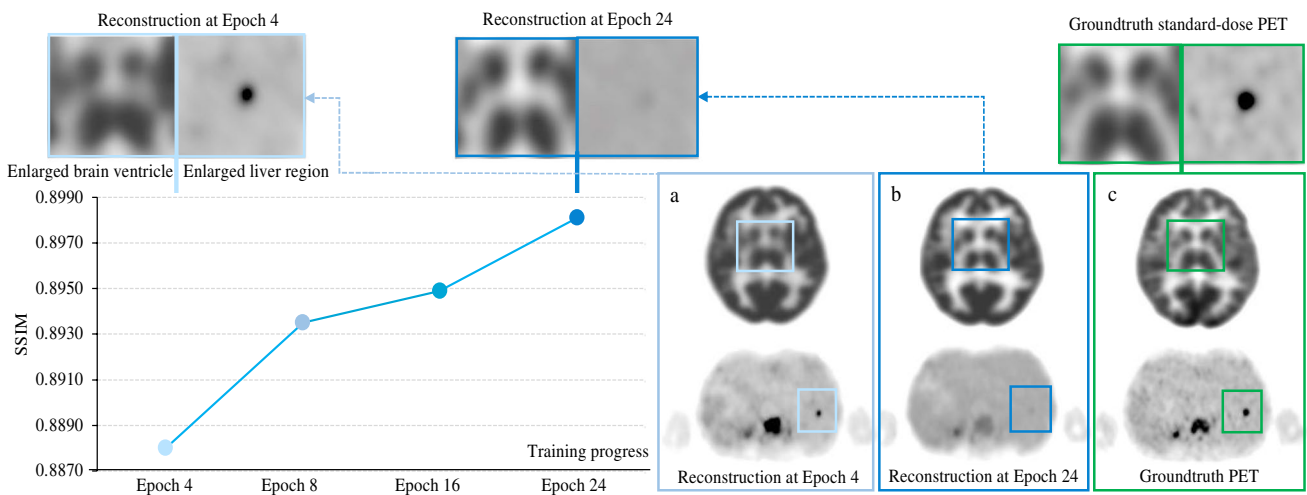 Reconstruction at Epoch 4
Reconstruction at Epoch 24
Groundtruth standard-dose PET
Enlarged brain ventricle
Enlarged liver region
SSIM
0.8990
0.8970
0.8950
0.8930
0.8910
0.8890
0.8870
Training progress
Epoch 4
Epoch 8
Epoch 16
Epoch 24
a
Reconstruction at Epoch 4
b
Reconstruction at Epoch 24
c
Groundtruth PET